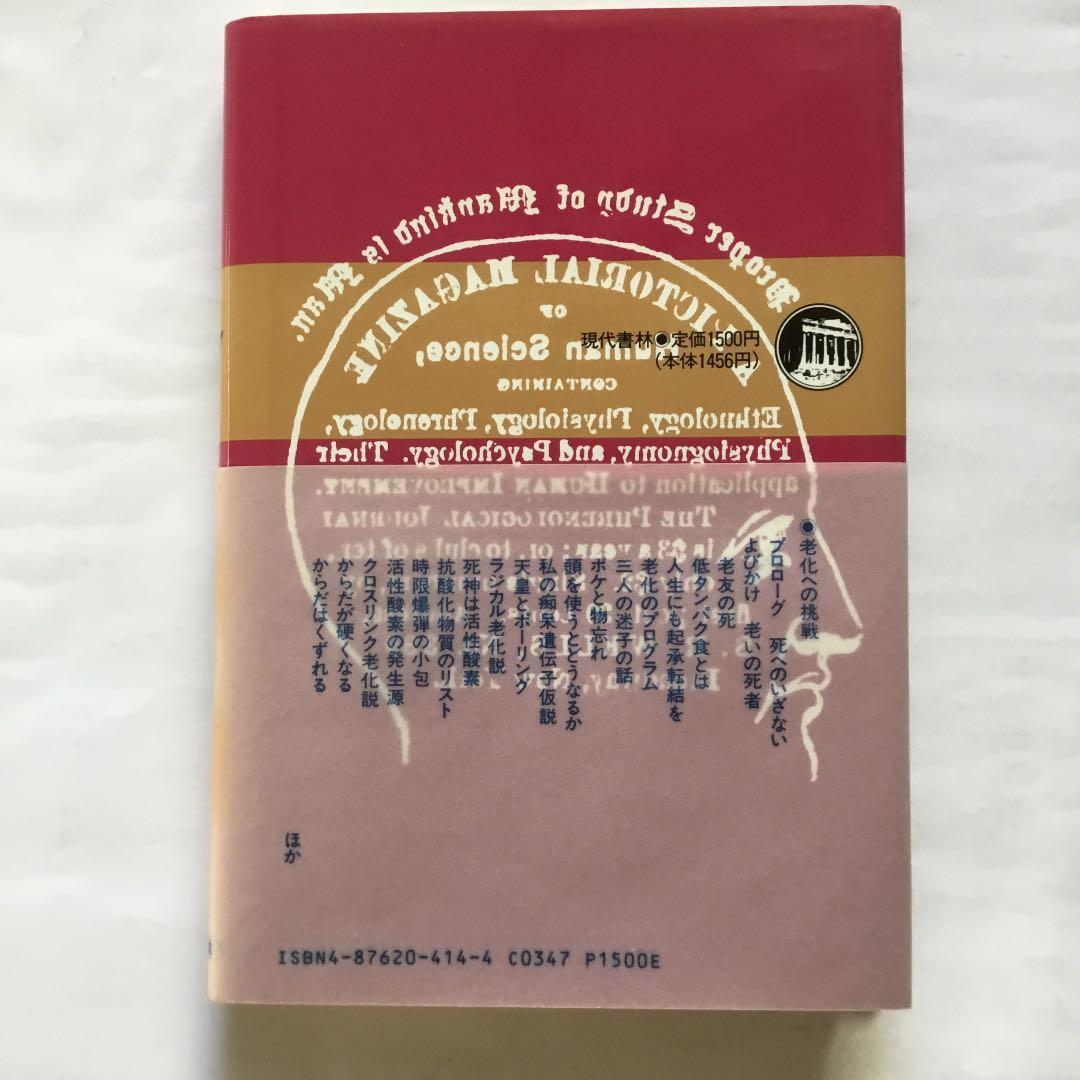 Proper Study of Mankind is Man.
PICTORIAL MAGAZINE
OF
Human Science,
CONTAINING
Ethnology, Physiology, Phrenology,
Physiognomy, and Psychology. Their
application to HUMAN IMPROVEMENT.
THE PHRENOLOGICAL JOURNAL
is $3 a year; or, to clubs of ten,
現代書林●定価1500円
(本体1456円)
●老化への挑戦
プロローグ 死へのいざない
よびかけ 老いの死者
老友の死
低タンパク食とは
人生にも起承転結を
老化のプログラム
三人の迷子の話
ボケと物忘れ
頭を使うとどうなるか
私の痴呆遺伝子仮説
天皇とポーリング
ラジカル老化説
死神は活性酸素
抗酸化物質のリスト
時限爆弾の小包
活性酸素の発生源
クロスリンク老化説
からだが硬くなる
からだはくずれる
ほか
ISBN4-87620-414-4 C0347 P1500E